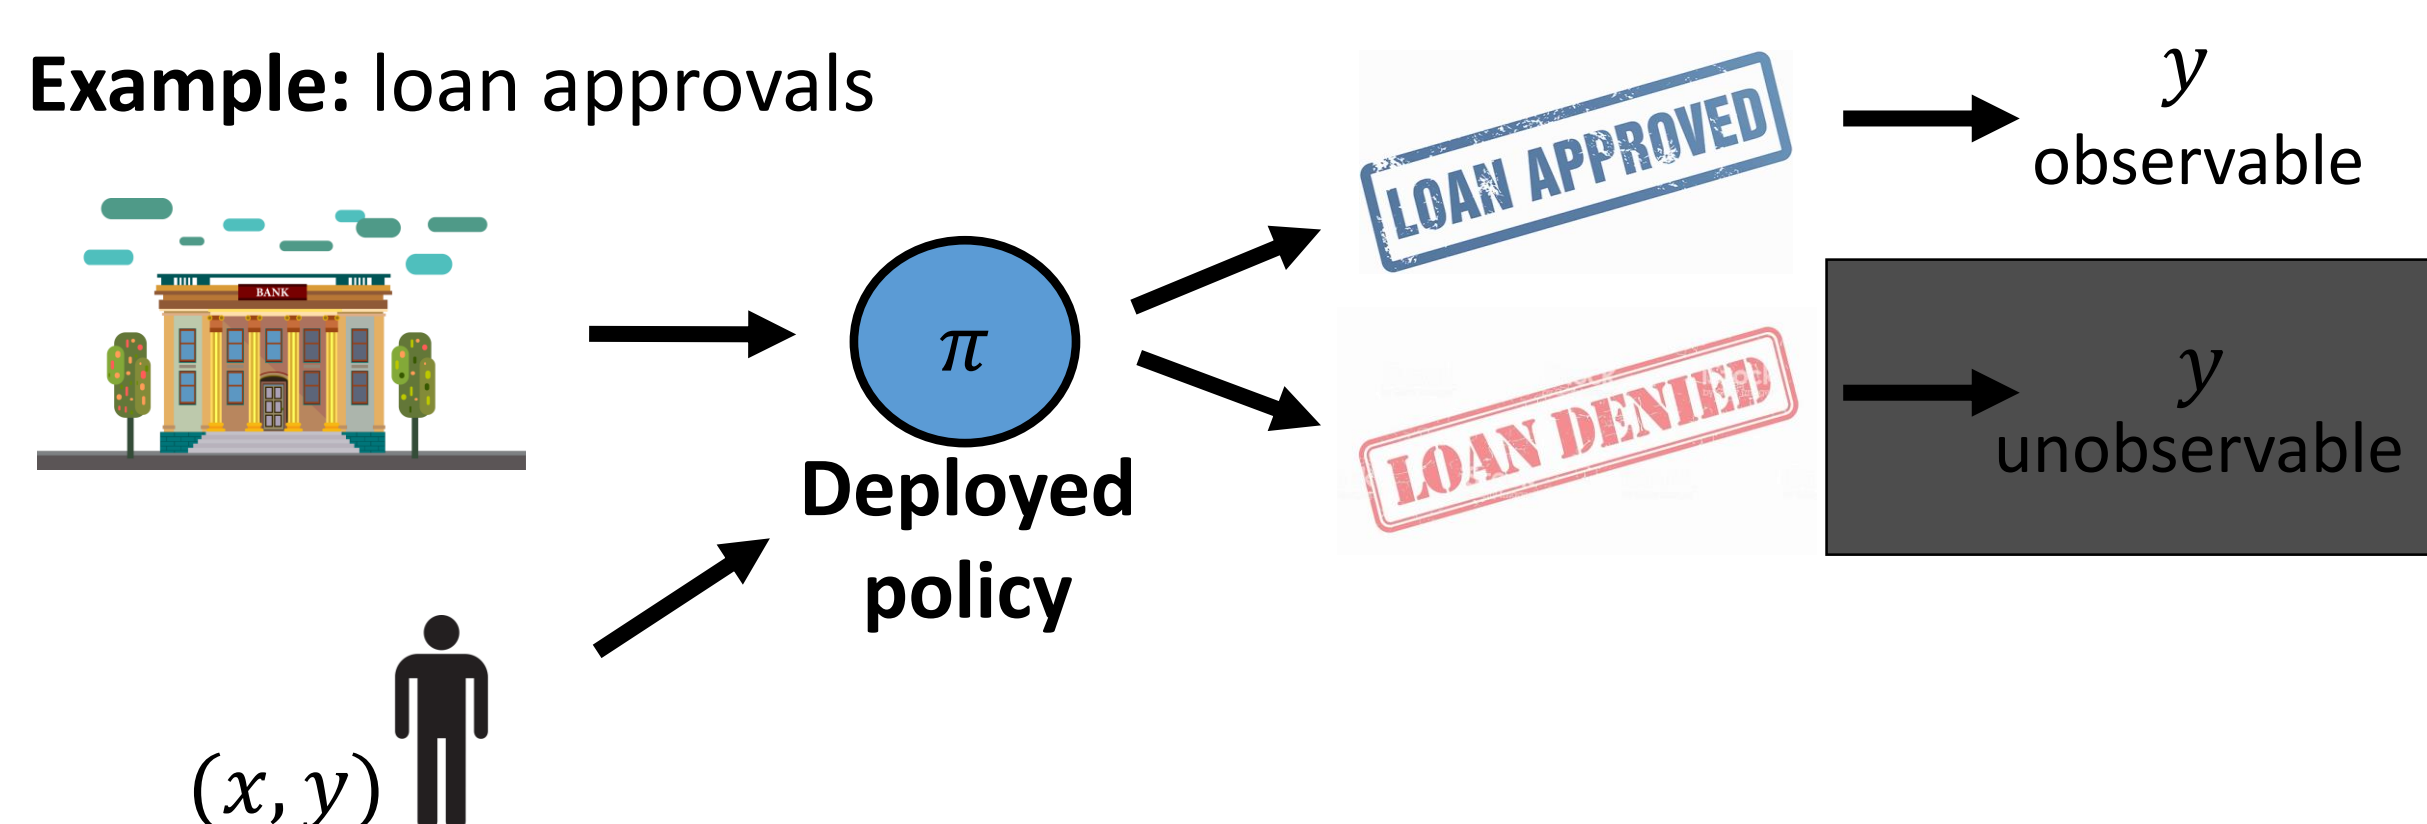 Example: loan approvals
BANK
(x, y)
π
Deployed
policy
LOAN APPROVED
LOAN DENIED
y
observable
y
unobservable